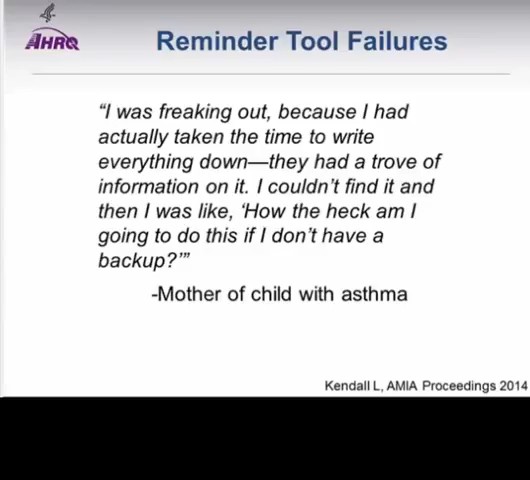 AHRQ
Reminder Tool Failures
“I was freaking out, because I had
actually taken the time to write
everything down—they had a trove of
information on it. I couldn’t find it and
then I was like, ‘How the heck am I
going to do this if I don’t have a
backup?’”
-Mother of child with asthma
Kendall L, AMIA Proceedings 2014